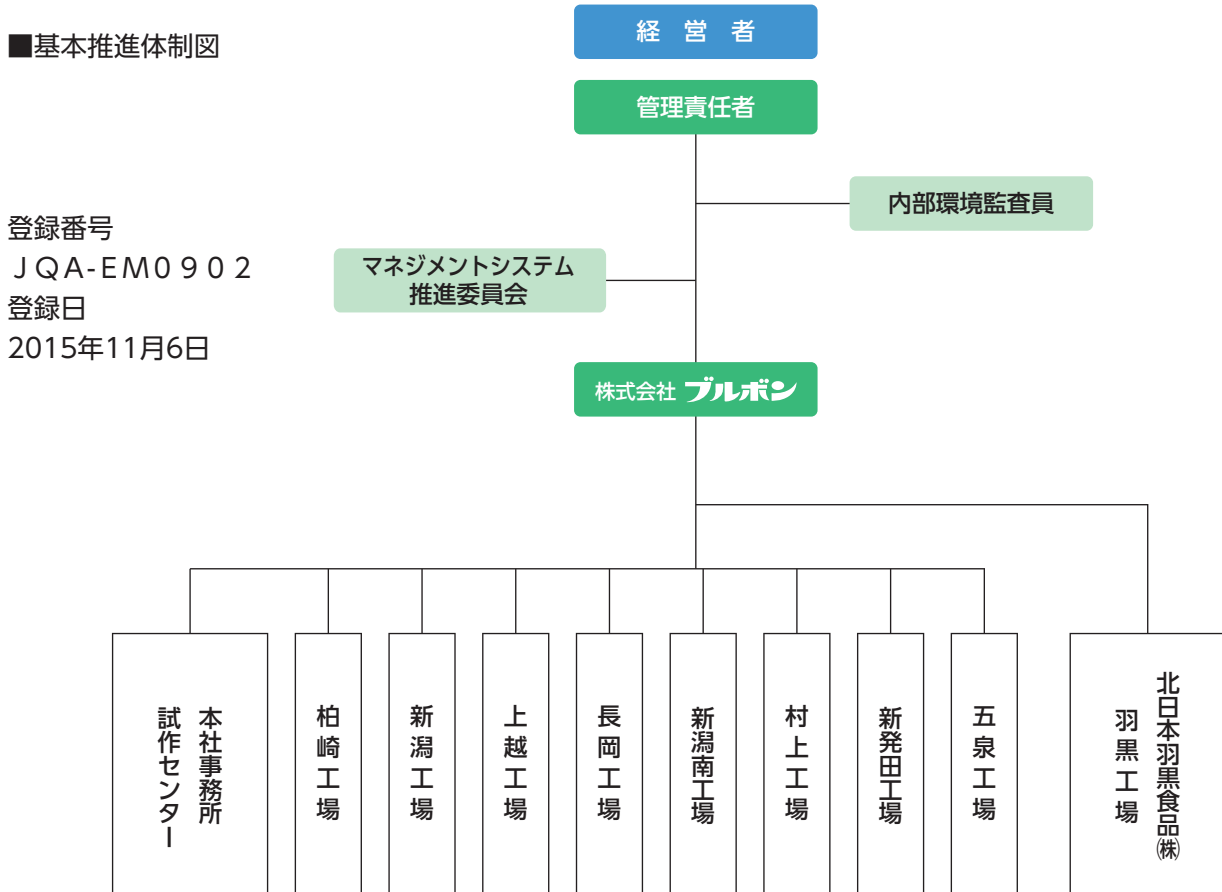 ■基本推進体制図
経営者
管理責任者
内部環境監査員
マネジメントシステム
推進委員会
登録番号
ＪＱＡ-ＥＭ０９０２
登録日
2015年11月6日
株式会社 ブルボン
本社事務所
試作センター
柏崎工場
新潟工場
上越工場
長岡工場
新潟南工場
村上工場
新発田工場
五泉工場
北日本羽黒食品㈱
羽黒工場